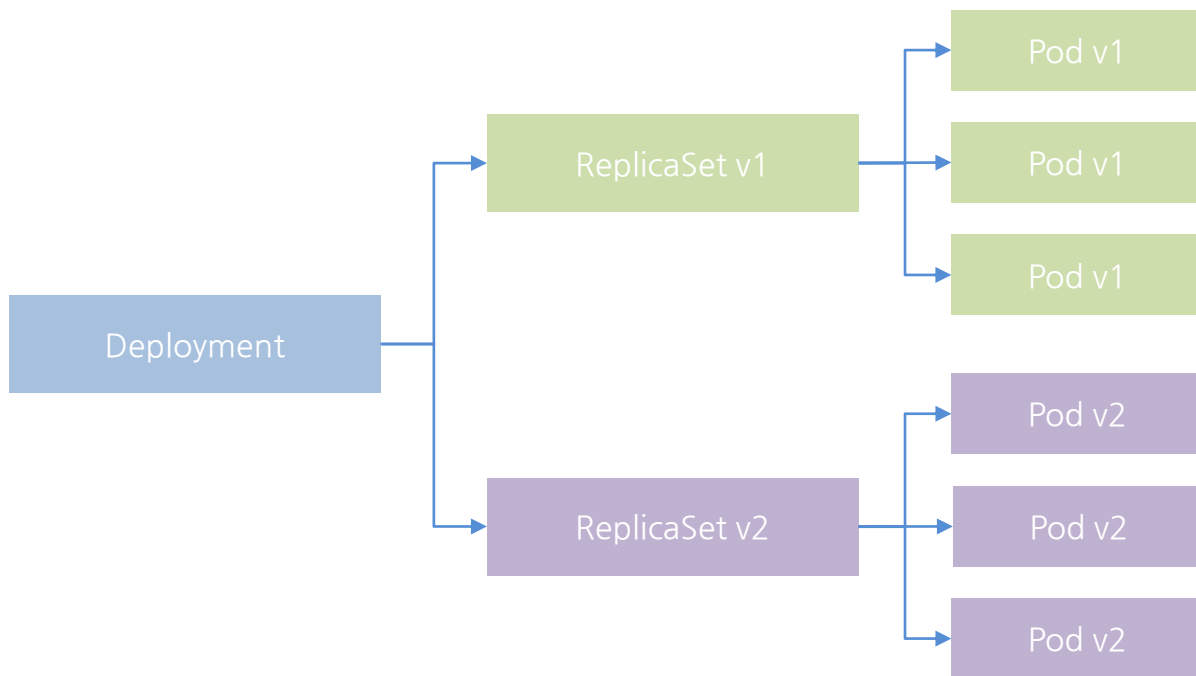 Deployment
ReplicaSet v1
Pod v1
Pod v1
Pod v1
ReplicaSet v2
Pod v2
Pod v2
Pod v2